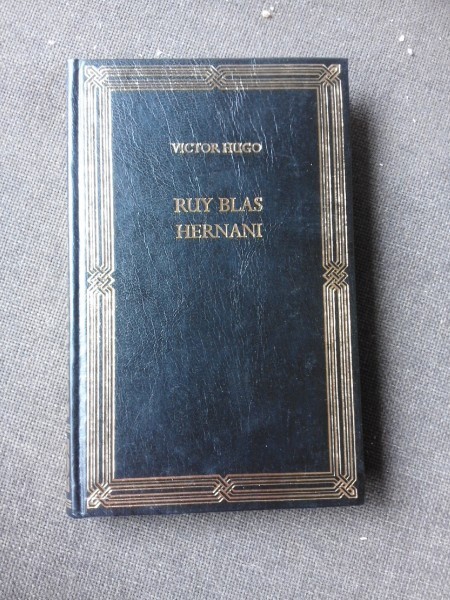 VICTOR HUGO
RUY BLAS
HERNANI